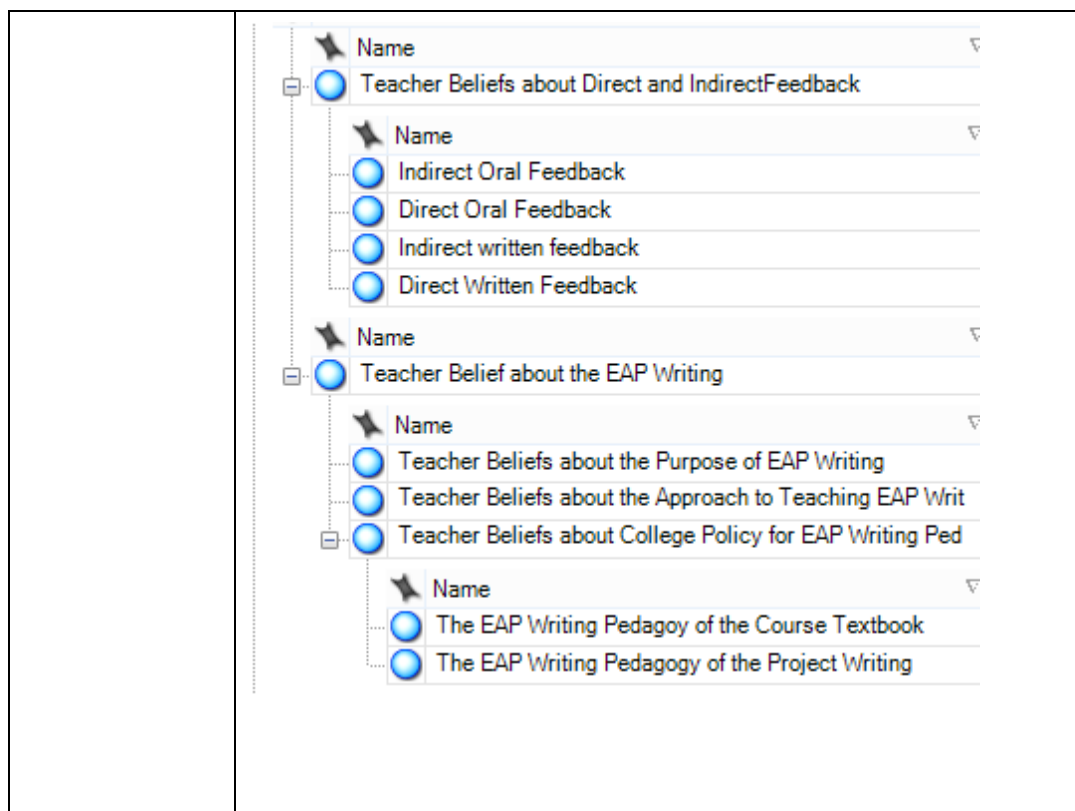 Name
Teacher Beliefs about Direct and IndirectFeedback
Name
Indirect Oral Feedback
Direct Oral Feedback
Indirect written feedback
Direct Written Feedback
Name
Teacher Belief about the EAP Writing
Name
Teacher Beliefs about the Purpose of EAP Writing
Teacher Beliefs about the Approach to Teaching EAP Writ
Teacher Beliefs about College Policy for EAP Writing Ped
Name
The EAP Writing Pedagoy of the Course Textbook
The EAP Writing Pedagogy of the Project Writing